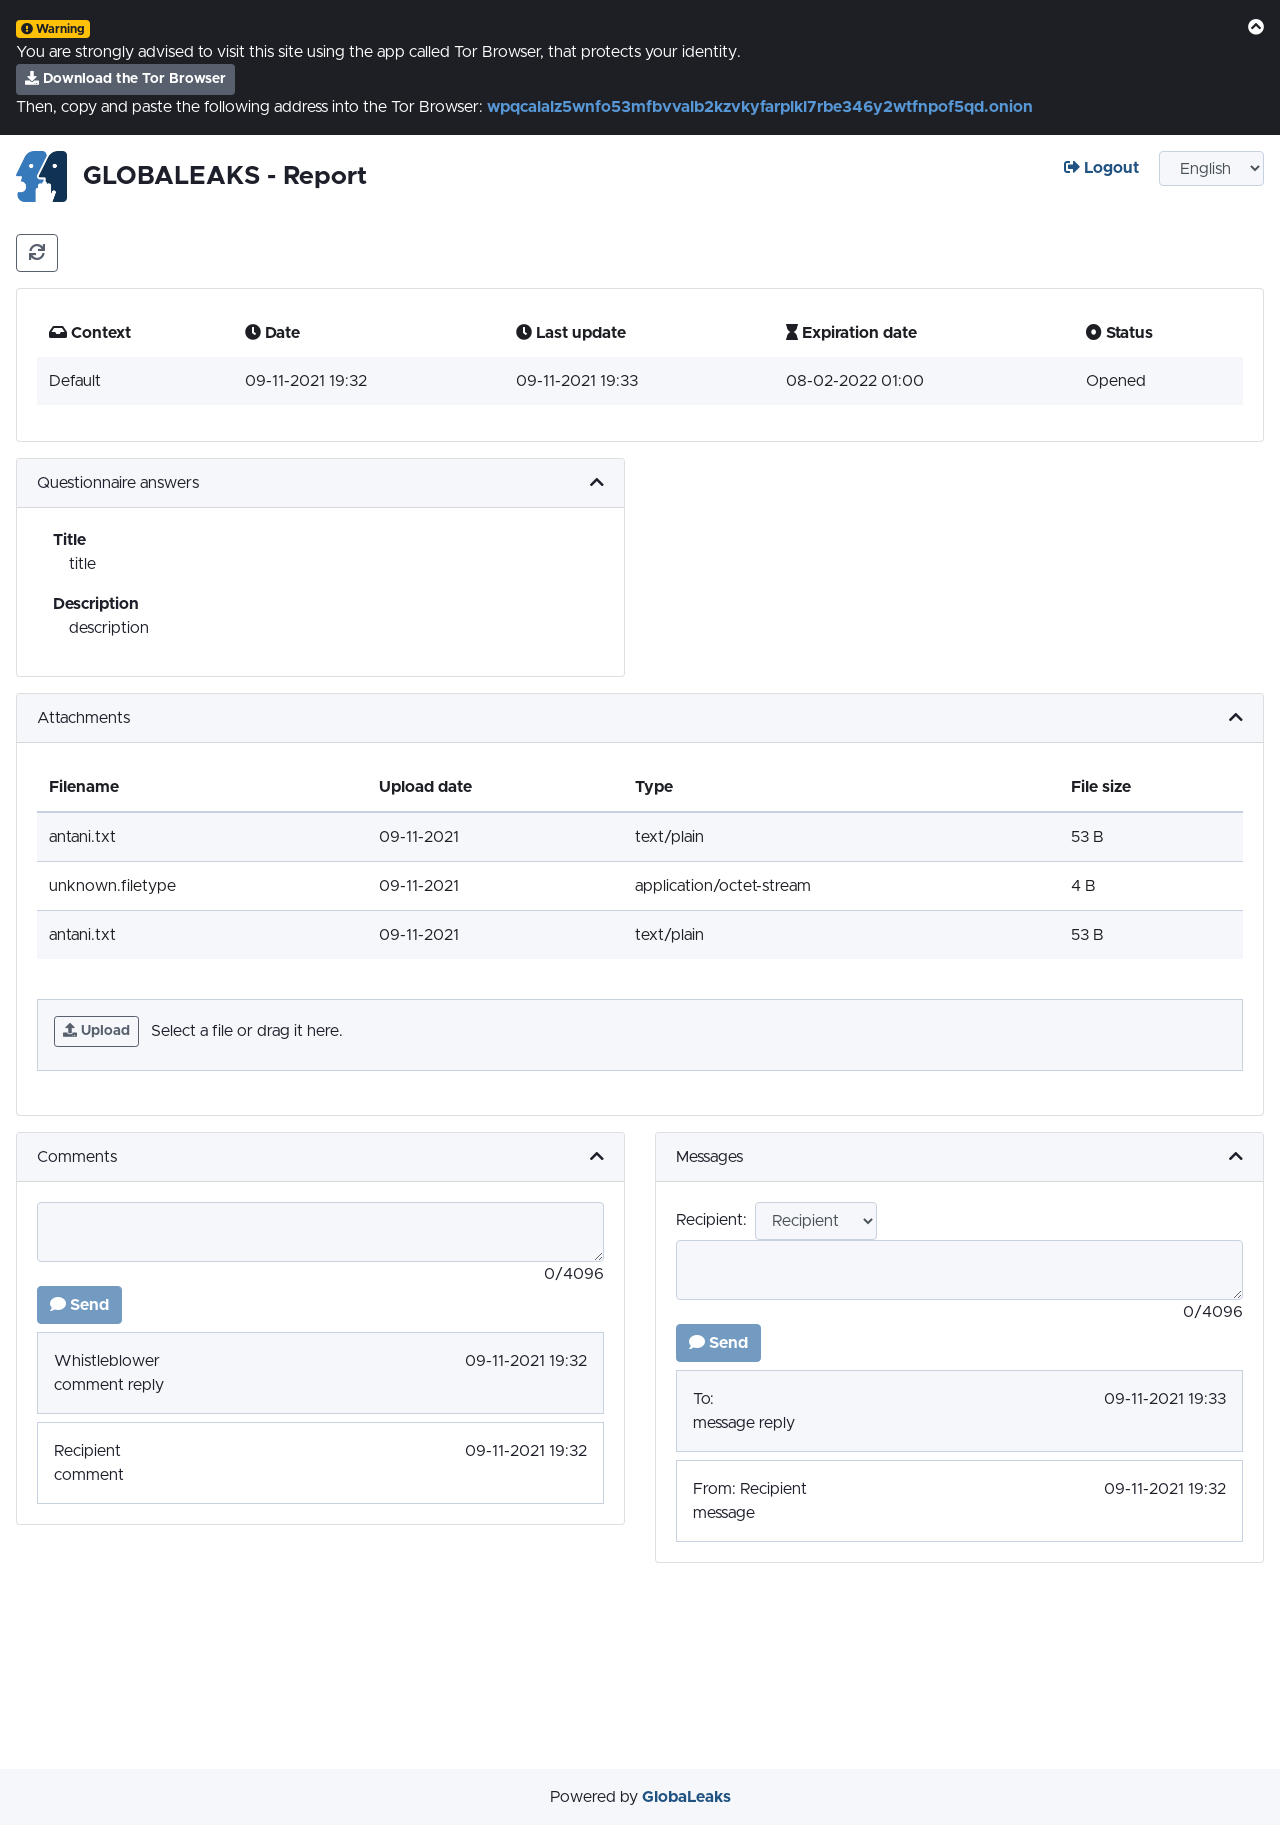 Warning
You are strongly advised to visit this site using the app called Tor Browser, that protects your identity.
Download the Tor Browser
Then, copy and paste the following address into the Tor Browser: wpqcalalz5wnfo53mfbvvalb2kzvkyfarplkl7rbe346y2wtfnpof5qd.onion
GLOBALEAKS - Report
Logout
English
Context Date Last update Expiration date Status
Default 09-11-2021 19:32 09-11-2021 19:33 08-02-2022 01:00 Opened
Questionnaire answers
Title
title
Description
description
Attachments
Filename Upload date Type File size
antani.txt 09-11-2021 text/plain 53 B
unknown.filetype 09-11-2021 application/octet-stream 4 B
antani.txt 09-11-2021 text/plain 53 B
Upload Select a file or drag it here.
Comments
0/4096
Send
Whistleblower 09-11-2021 19:32
comment reply
Recipient 09-11-2021 19:32
comment
Messages
Recipient: Recipient
0/4096
Send
To: 09-11-2021 19:33
message reply
From: Recipient 09-11-2021 19:32
message
Powered by GlobaLeaks